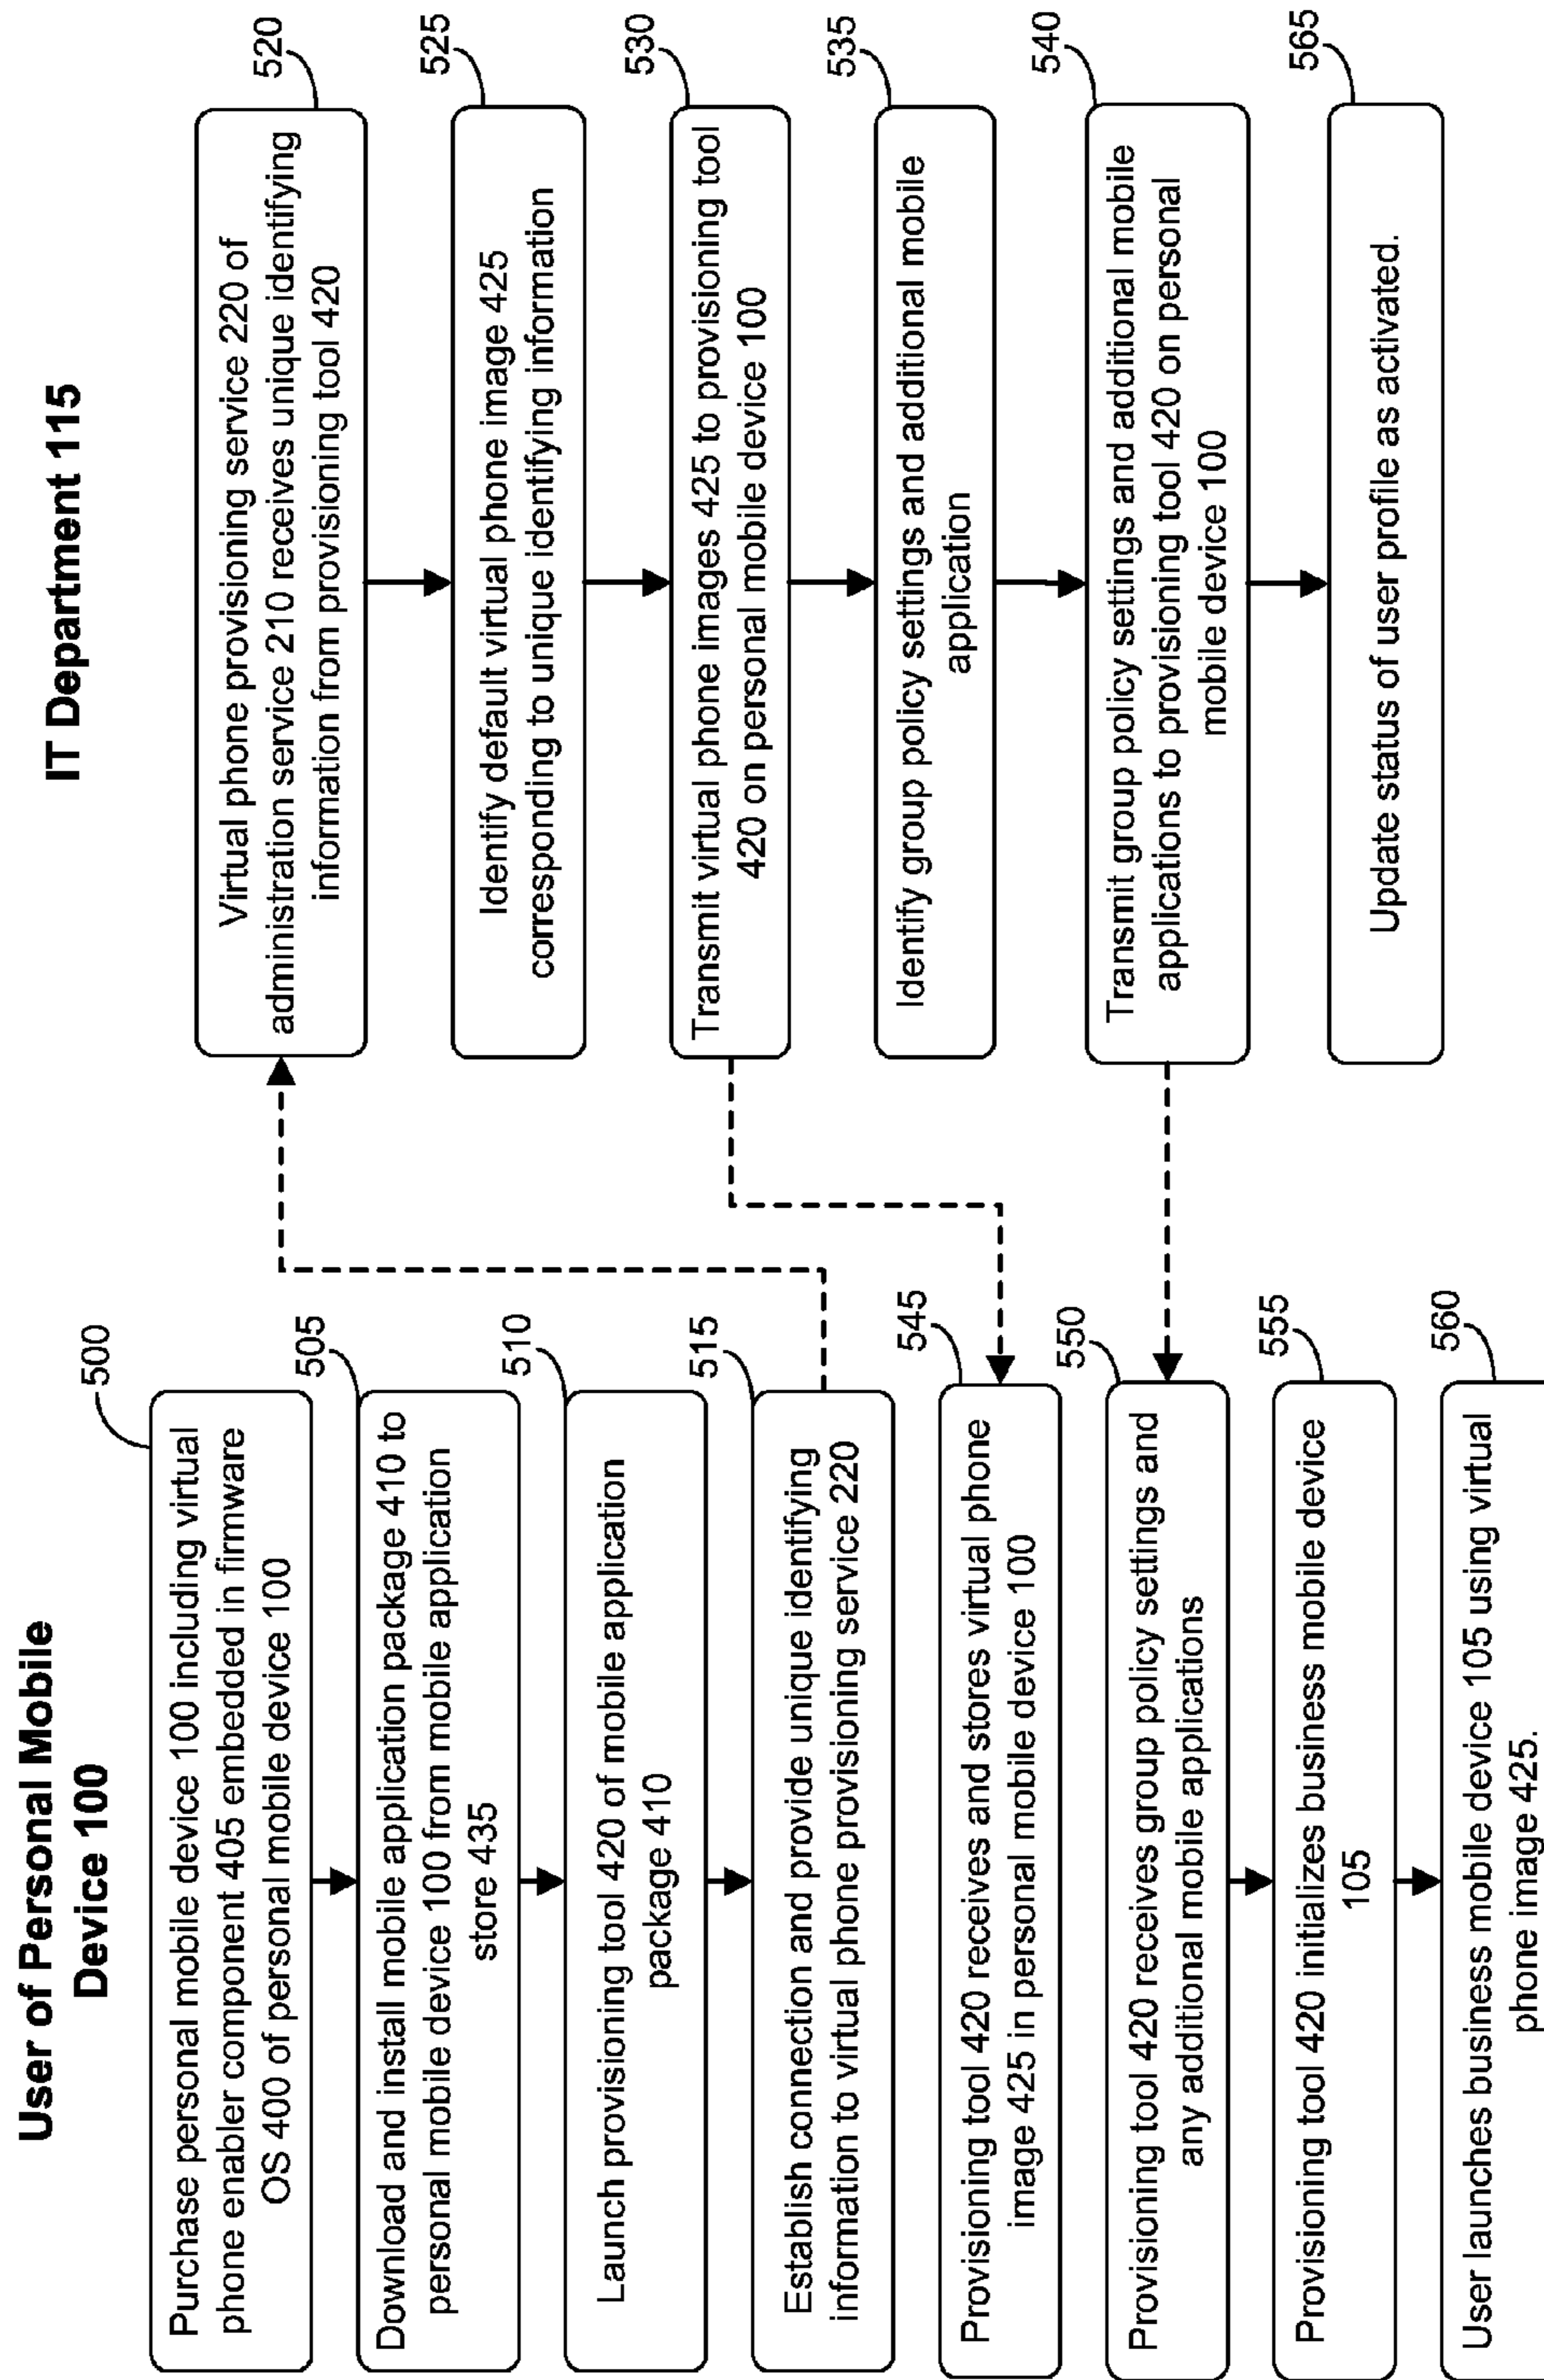 User of Personal Mobile
Device 100
500
Purchase personal mobile device 100 including virtual
phone enabler component 405 embedded in firmware
OS 400 of personal mobile device 100
505
Download and install mobile application package 410 to
personal mobile device 100 from mobile application
store 435
510
Launch provisioning tool 420 of mobile application
package 410
515
Establish connection and provide unique identifying
information to virtual phone provisioning service 220
545
Provisioning tool 420 receives and stores virtual phone
image 425 in personal mobile device 100
550
Provisioning tool 420 receives group policy settings and
any additional mobile applications
555
Provisioning tool 420 initializes business mobile device
105
560
User launches business mobile device 105 using virtual
phone image 425.
IT Department 115
520
Virtual phone provisioning service 220 of
administration service 210 receives unique identifying
information from provisioning tool 420
525
Identify default virtual phone image 425
corresponding to unique identifying information
530
Transmit virtual phone images 425 to provisioning tool
420 on personal mobile device 100
535
Identify group policy settings and additional mobile
application
540
Transmit group policy settings and additional mobile
applications to provisioning tool 420 on personal
mobile device 100
565
Update status of user profile as activated.